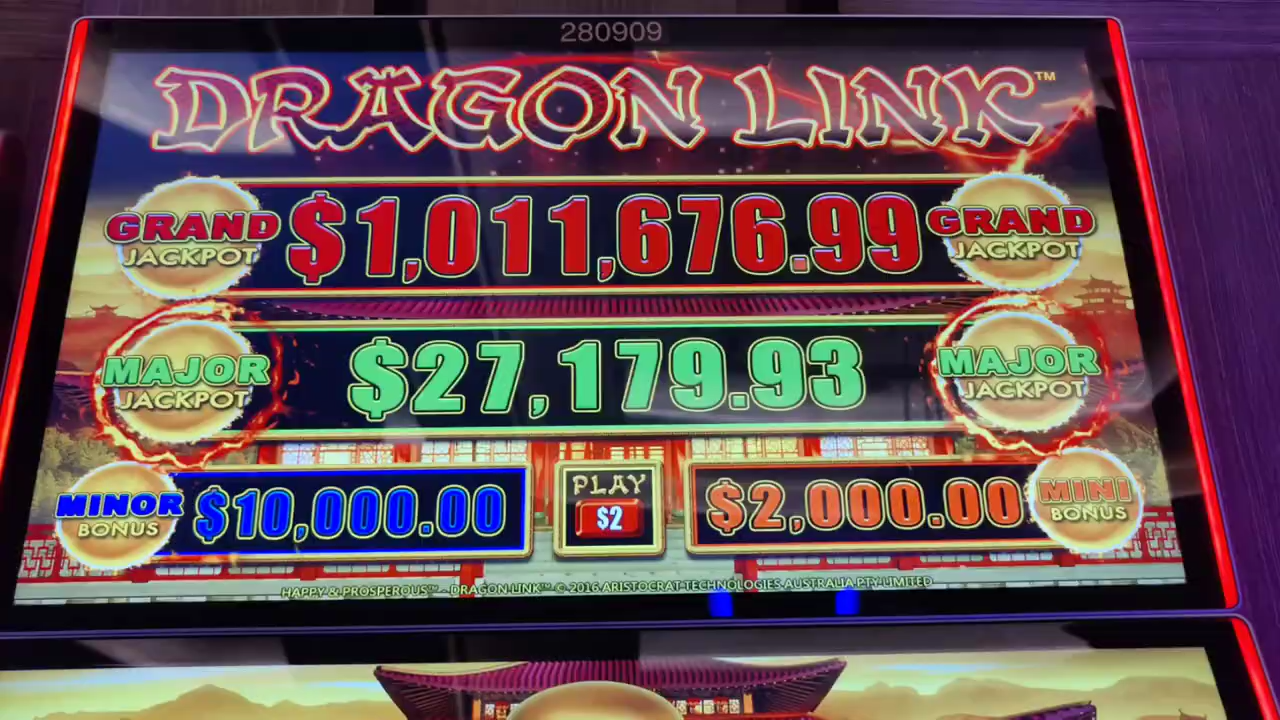 280909
DRAGON LINK™
GRAND JACKPOT
$1,011,676.99
GRAND JACKPOT
MAJOR JACKPOT
$27,179.93
MAJOR JACKPOT
MINOR BONUS
$10,000.00
PLAY
$2
$2,000.00
MINI BONUS
HAPPY & PROSPEROUS™ - DRAGON LINK™ © 2016 ARISTOCRAT TECHNOLOGIES AUSTRALIA PTY LIMITED